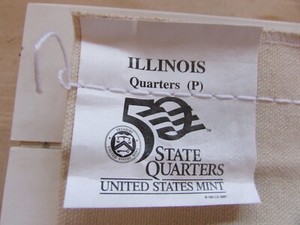 ILLINOIS
Quarters (P)
50
STATE
QUARTERS
UNITED STATES MINT